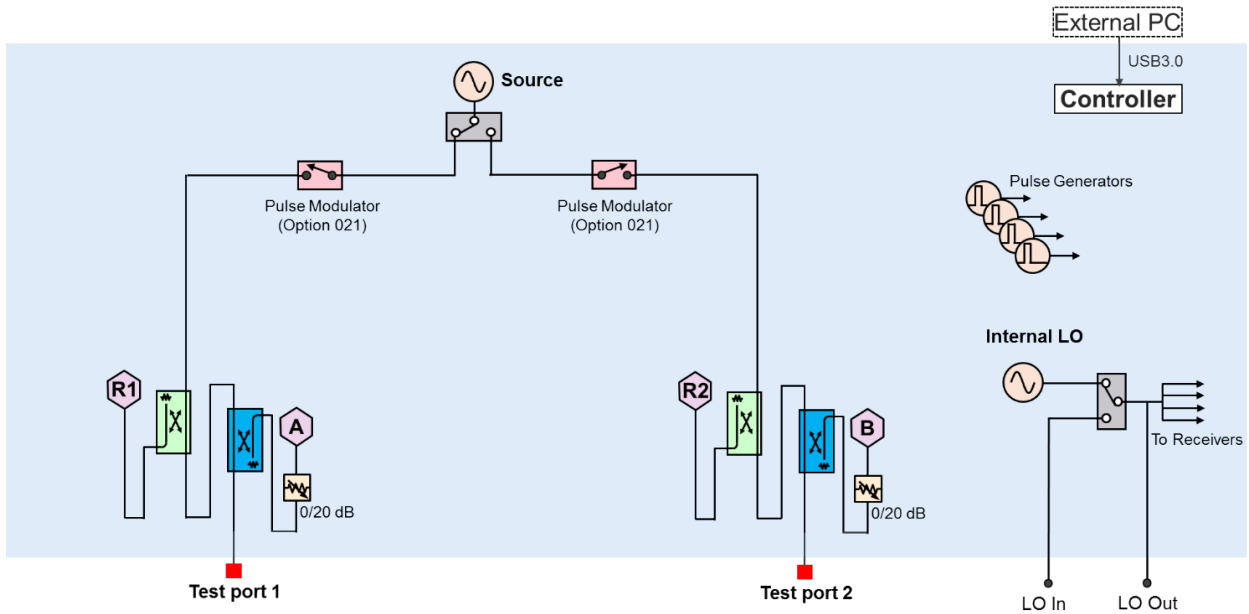 External PC
USB3.0
Controller
Source
Pulse Modulator
(Option 021)
Pulse Modulator
(Option 021)
Pulse Generators
Internal LO
R1
A
R2
B
To Receivers
0/20 dB
0/20 dB
Test port 1
Test port 2
LO In
LO Out